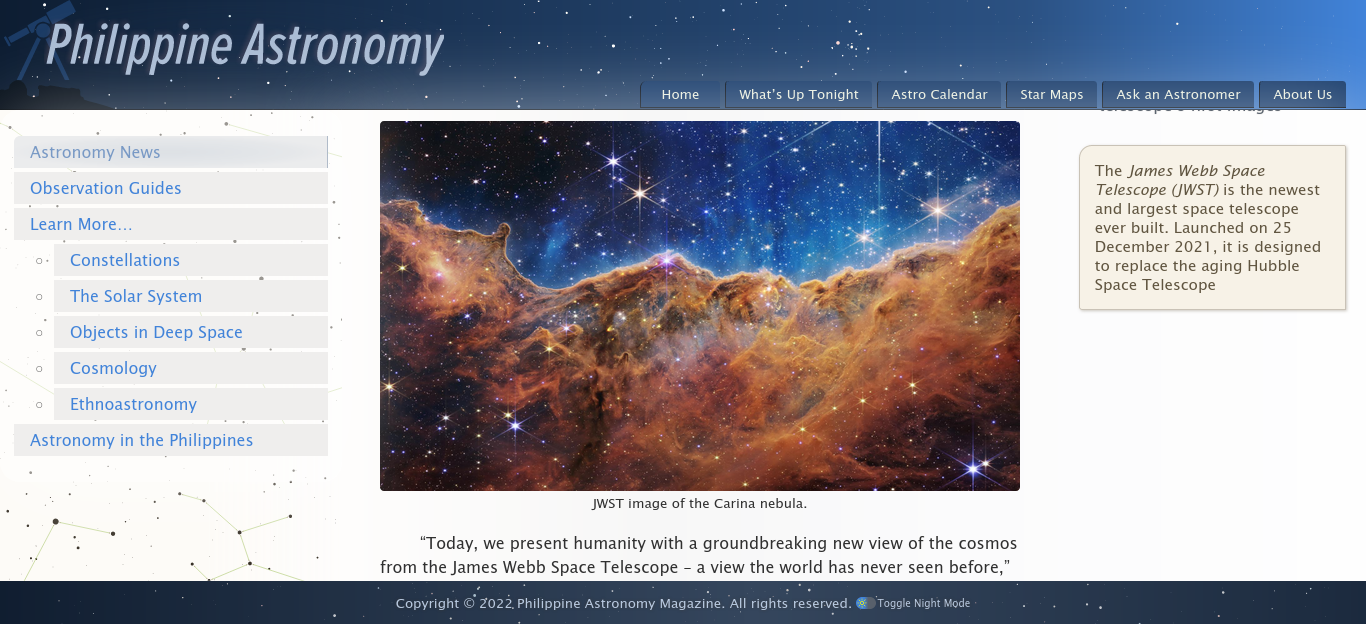 Philippine Astronomy
Home
What's Up Tonight
Astro Calendar
Star Maps
Ask an Astronomer
About Us
Astronomy News
Observation Guides
Learn More…
Constellations
The Solar System
Objects in Deep Space
Cosmology
Ethnoastronomy
Astronomy in the Philippines
JWST image of the Carina nebula.
“Today, we present humanity with a groundbreaking new view of the cosmos
from the James Webb Space Telescope – a view the world has never seen before,”
telescope's first images
The James Webb Space
Telescope (JWST) is the newest
and largest space telescope
ever built. Launched on 25
December 2021, it is designed
to replace the aging Hubble
Space Telescope
Copyright © 2022 Philippine Astronomy Magazine. All rights reserved. Toggle Night Mode